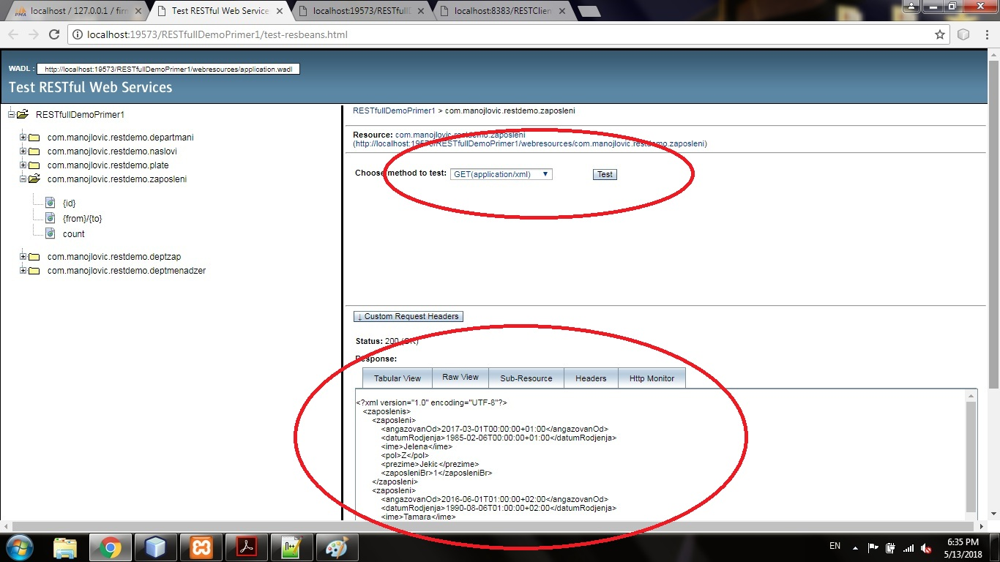 localhost / 127.0.0.1 / firm
Test RESTful Web Service
localhost:19573/RESTfullD
localhost:8383/RESTClien
localhost:19573/RESTfullDemoPrimer1/test-resbeans.html
WADL : http://localhost:19573/RESTfullDemoPrimer1/webresources/application.wadl
Test RESTful Web Services
RESTfullDemoPrimer1
com.manojlovic.restdemo.departmani
com.manojlovic.restdemo.naslovi
com.manojlovic.restdemo.plate
com.manojlovic.restdemo.zaposleni
{id}
{from}/{to}
count
com.manojlovic.restdemo.deptzap
com.manojlovic.restdemo.deptmenadzer
RESTfullDemoPrimer1 > com.manojlovic.restdemo.zaposleni
Resource: com.manojlovic.restdemo.zaposleni
(http://localhost:19573/RESTfullDemoPrimer1/webresources/com.manojlovic.restdemo.zaposleni)
Choose method to test: GET(application/xml) Test
↓ Custom Request Headers
Status: 200 (OK)
Response:
Tabular View Raw View Sub-Resource Headers Http Monitor
<?xml version="1.0" encoding="UTF-8"?>
<zaposlenis>
<zaposleni>
<angazovanOd>2017-03-01T00:00:00+01:00</angazovanOd>
<datumRodjenja>1985-02-06T00:00:00+01:00</datumRodjenja>
<ime>Jelena</ime>
<pol>Z</pol>
<prezime>Jekic</prezime>
<zaposleniBr>1</zaposleniBr>
</zaposleni>
<zaposleni>
<angazovanOd>2016-06-01T01:00:00+02:00</angazovanOd>
<datumRodjenja>1990-08-06T01:00:00+02:00</datumRodjenja>
<ime>Tamara</ime>
EN
6:35 PM
5/13/2018